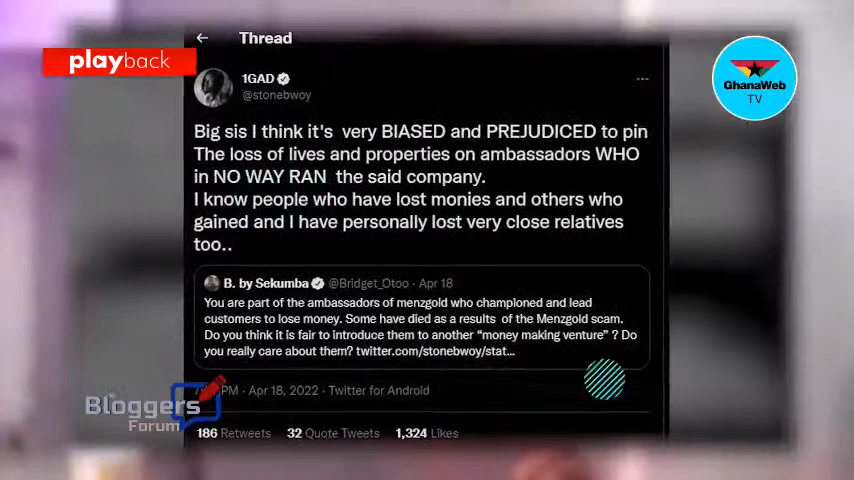 playback
GhanaWeb
TV
Thread
1GAD
@stonebwoy
Big sis I think it's very BIASED and PREJUDICED to pin
The loss of lives and properties on ambassadors WHO
in NO WAY RAN the said company.
I know people who have lost monies and others who
gained and I have personally lost very close relatives
too..
B. by Sekumba @Bridget_Otoo · Apr 18
You are part of the ambassadors of menzgold who championed and lead
customers to lose money. Some have died as a results of the Menzgold scam.
Do you think it is fair to introduce them to another “money making venture” ? Do
you really care about them? twitter.com/stonebwoy/stat...
PM · Apr 18, 2022 · Twitter for Android
Bloggers
Forum
186 Retweets 32 Quote Tweets 1,324 Likes